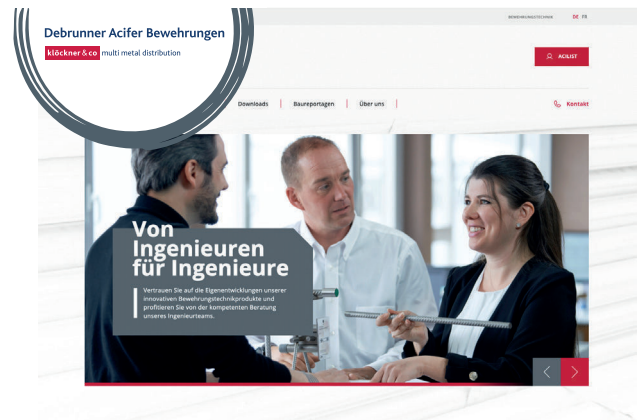 Debrunner Acifer Bewehrungen
klöckner & co multi metal distribution
BEWEHRUNGSTECHNIK DE FR
ACILIST
Downloads Baureportagen Über uns Kontakt
Von
Ingenieuren
für Ingenieure
Vertrauen Sie auf die Eigenentwicklungen unserer
innovativen Bewehrungstechnikprodukte und
profitieren Sie von der kompetenten Beratung
unseres Ingenieurteams.